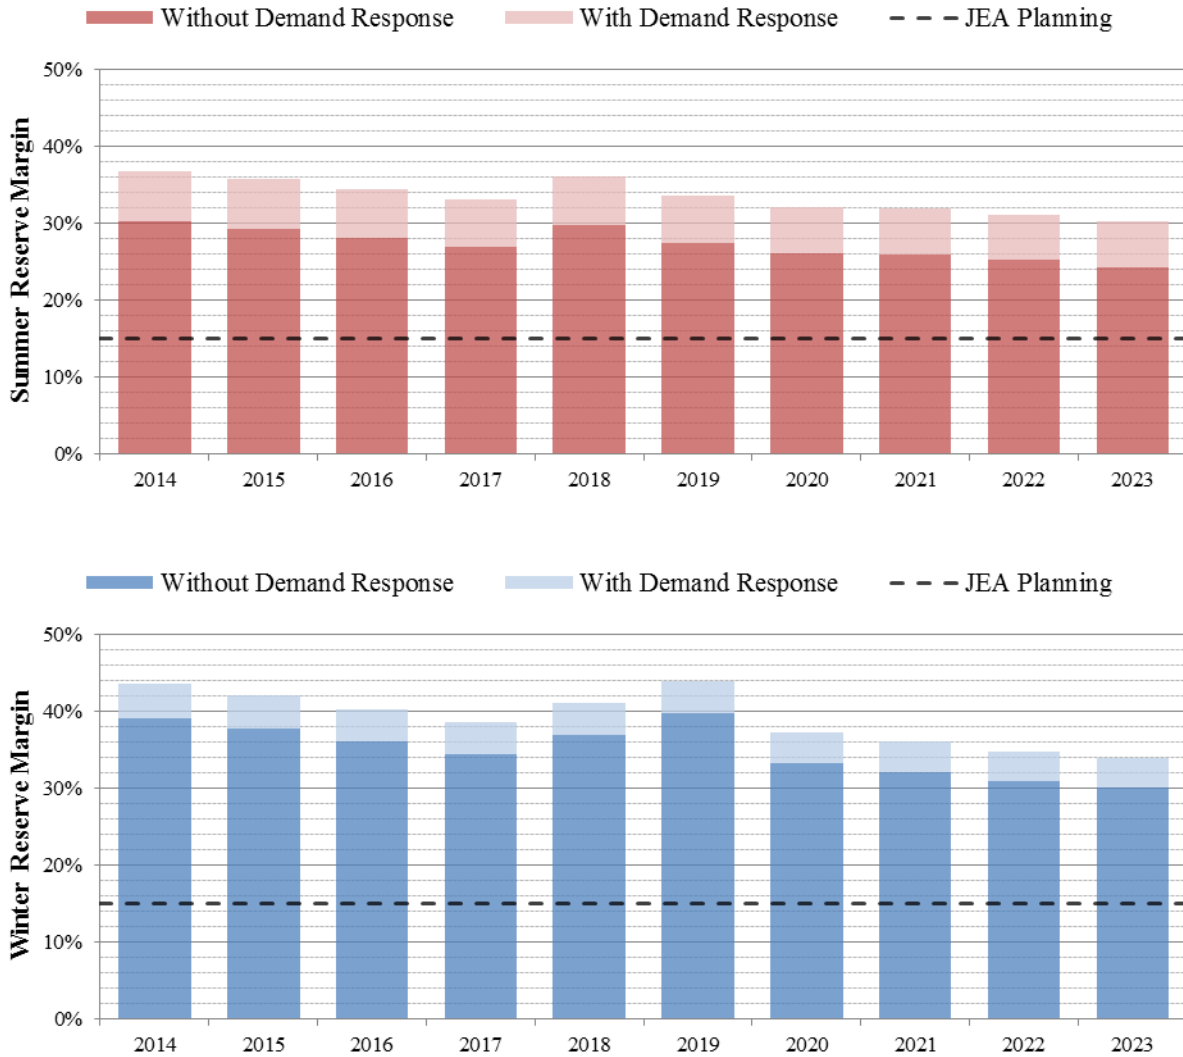 Without Demand Response With Demand Response JEA Planning
50%
40%
30%
20%
10%
0%
Summer Reserve Margin
2014 2015 2016 2017 2018 2019 2020 2021 2022 2023
Without Demand Response With Demand Response JEA Planning
50%
40%
30%
20%
10%
0%
Winter Reserve Margin
2014 2015 2016 2017 2018 2019 2020 2021 2022 2023